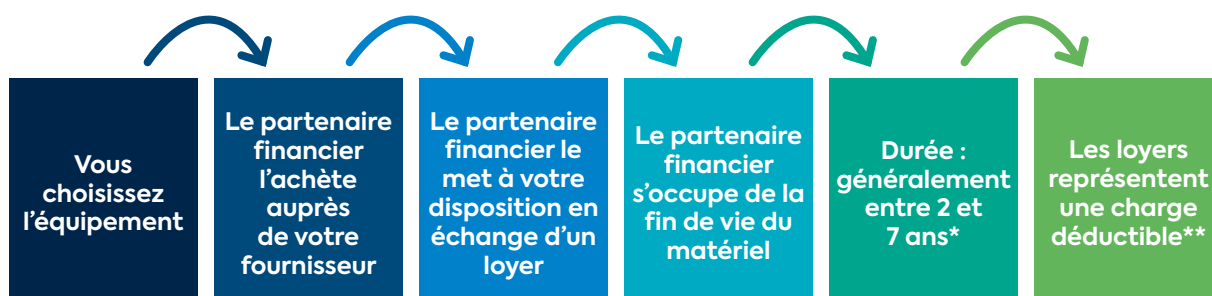 Vous
choisissez
l’équipement
Le partenaire
financier
l’achète
auprès
de votre
fournisseur
Le partenaire
financier le
met à votre
disposition en
échange d’un
loyer
Le partenaire
financier
s’occupe de la
fin de vie du
matériel
Durée :
généralement
entre 2 et
7 ans*
Les loyers
représentent
une charge
déductible**